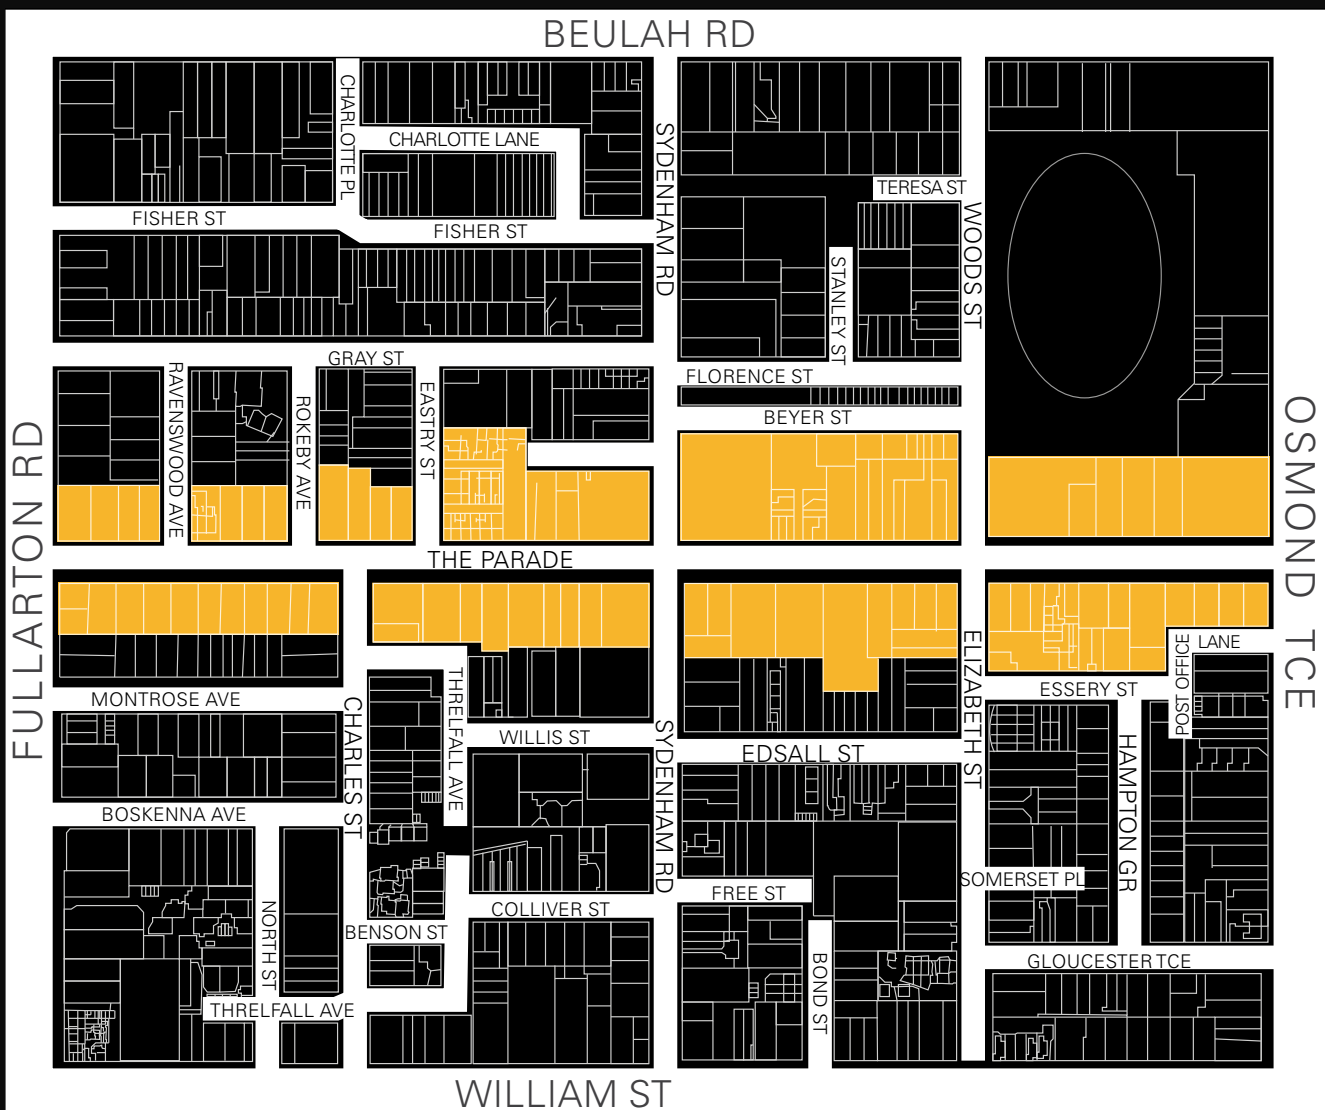 BEULAH RD
CHARLOTTE PL
CHARLOTTE LANE
SYDENHAM RD
TERESA ST
FISHER ST
FISHER ST
WOODS ST
STANLEY ST
GRAY ST
FLORENCE ST
BEYER ST
RAVENSWOOD AVE
ROKEBY AVE
EASTRY ST
FULLARTON RD
OSMOND TCE
THE PARADE
ELIZABETH ST
POST OFFICE
LANE
ESSERY ST
MONTROSE AVE
CHARLES ST
THRELFALL AVE
WILLIS ST
SYDENHAM RD
EDSALL ST
HAMPTON GR
BOSKENNA AVE
SOMERSET PL
FREE ST
COLLIVER ST
NORTH ST
BENSON ST
BOND ST
GLOUCESTER TCE
THRELFALL AVE
WILLIAM ST